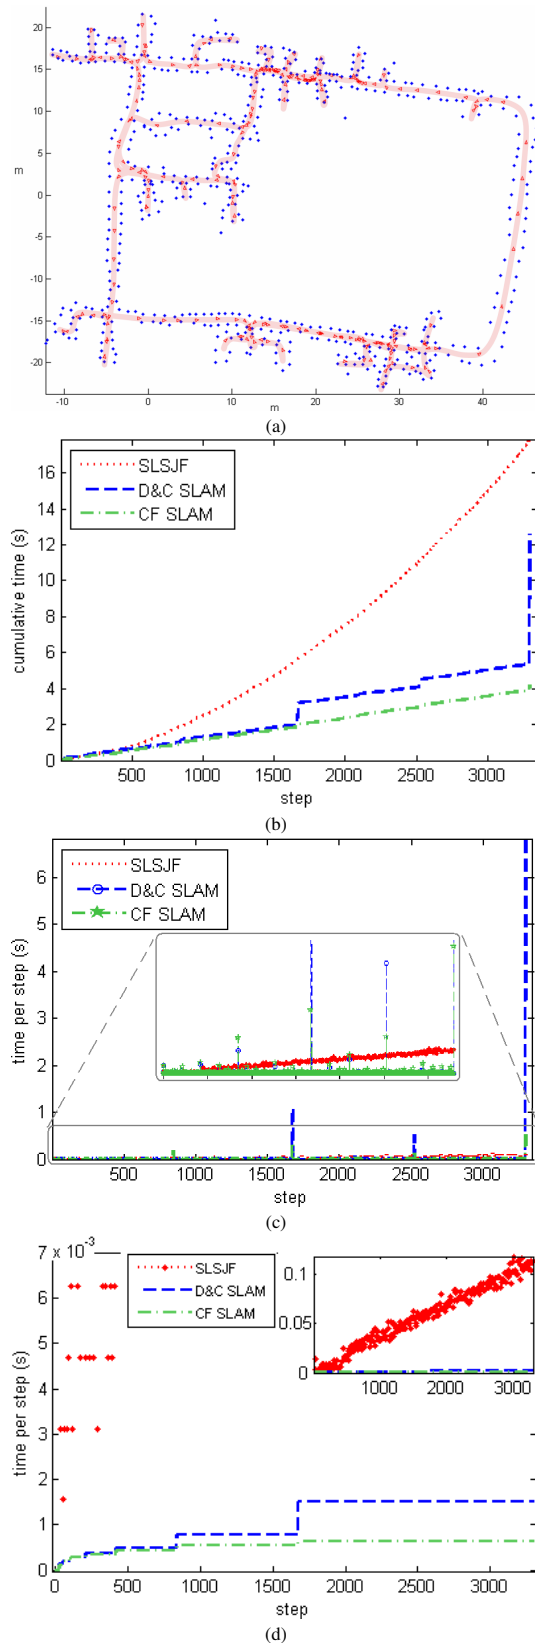 20
15
10
5
m
0
-5
-10
-15
-20
-10 0 10 20 30 40
m
(a)
SLSJF
D&C SLAM
CF SLAM
16
14
12
10
8
6
4
2
0
cumulative time (s)
500 1000 1500 2000 2500 3000
step
(b)
SLSJF
D&C SLAM
CF SLAM
6
5
4
3
2
1
0
time per step (s)
500 1000 1500 2000 2500 3000
step
(c)
7 x 10⁻³
SLSJF
D&C SLAM
CF SLAM
6
5
4
3
2
1
0
time per step (s)
0.1
0.05
0
1000 2000 3000
0 500 1000 1500 2000 2500 3000
step
(d)